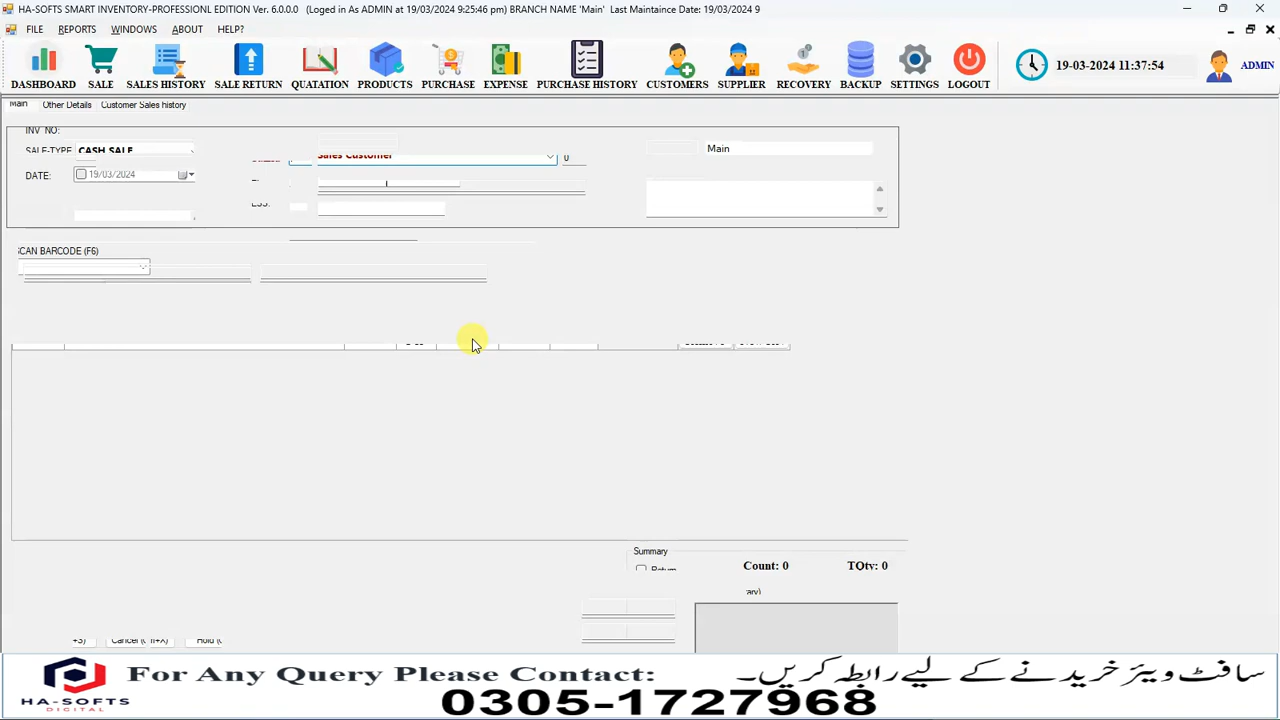 HA-SOFTS SMART INVENTORY-PROFESSIONL EDITION Ver. 6.0.0.0 (Loged in As ADMIN at 19/03/2024 9:25:46 pm) BRANCH NAME 'Main' Last Maintaince Date: 19/03/2024 9
FILE REPORTS WINDOWS ABOUT HELP?
DASHBOARD SALE SALES HISTORY SALE RETURN QUATATION PRODUCTS PURCHASE EXPENSE PURCHASE HISTORY CUSTOMERS SUPPLIER RECOVERY BACKUP SETTINGS LOGOUT 19-03-2024 11:37:54 ADMIN
Main Other Details Customer Sales history
INV NO:
SALE-TYPE CASH SALE Sales Customer 0 Main
DATE: 19/03/2024
ESS:
SCAN BARCODE (F6)
Summary
Return Count: 0 TQty: 0
+S) Cancel
Hold
For Any Query Please Contact: سافٹ ویئر خریدنے کے لیے رابطہ کریں۔
HA-SOFTS
DIGITAL
0305-1727968